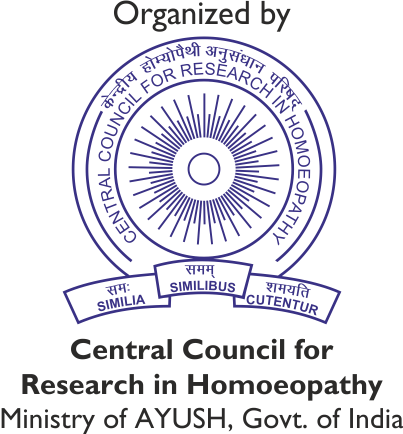 Organized by
केन्द्रीय होम्योपैथी अनुसंधान परिषद्
CENTRAL COUNCIL FOR RESEARCH IN HOMOEOPATHY
समः
SIMILIA
समम्
SIMILIBUS
शमयति
CUTENTUR
Central Council for
Research in Homoeopathy
Ministry of AYUSH, Govt. of India